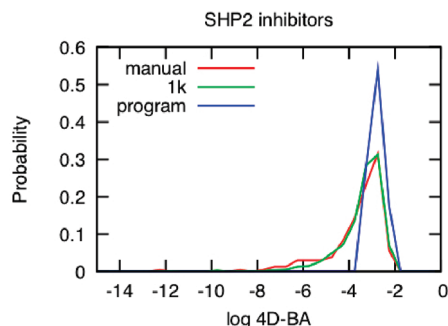 SHP2 inhibitors
0.6
0.5
0.4
0.3
0.2
0.1
0
Probability
manual
1k
program
-14 -12 -10 -8 -6 -4 -2 0
log 4D-BA